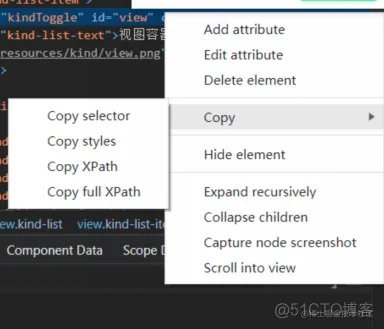 "kindToggle" id="view"
"kind-list-text">视图容器
resources/kind/view.png"
>
Add attribute
Edit attribute
Delete element
Copy
Hide element
Expand recursively
Collapse children
Capture node screenshot
Scroll into view
Copy selector
Copy styles
Copy XPath
Copy full XPath
view.kind-list view.kind-list-ite
Component Data Scope D
@51CTO博客